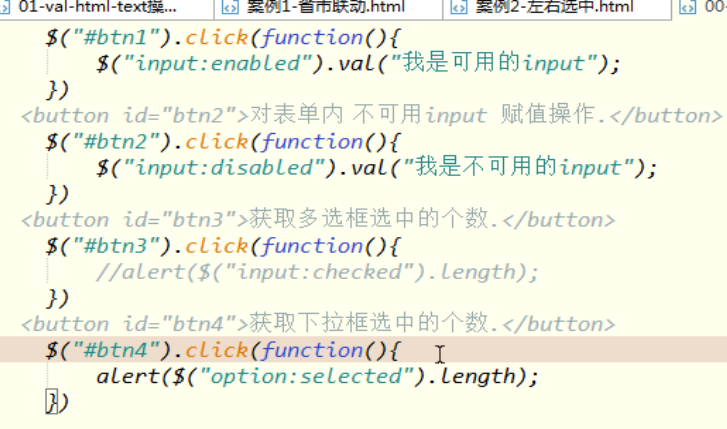 01-val-html-text操... 案例1-省市联动.html 案例2-左右选中.html 00-
$("#btn1").click(function(){
$("input:enabled").val("我是可用的input");
})
<button id="btn2">对表单内 不可用input 赋值操作.</button>
$("#btn2").click(function(){
$("input:disabled").val("我是不可用的input");
})
<button id="btn3">获取多选框选中的个数.</button>
$("#btn3").click(function(){
//alert($("input:checked").length);
})
<button id="btn4">获取下拉框选中的个数.</button>
$("#btn4").click(function(){
alert($("option:selected").length);
})